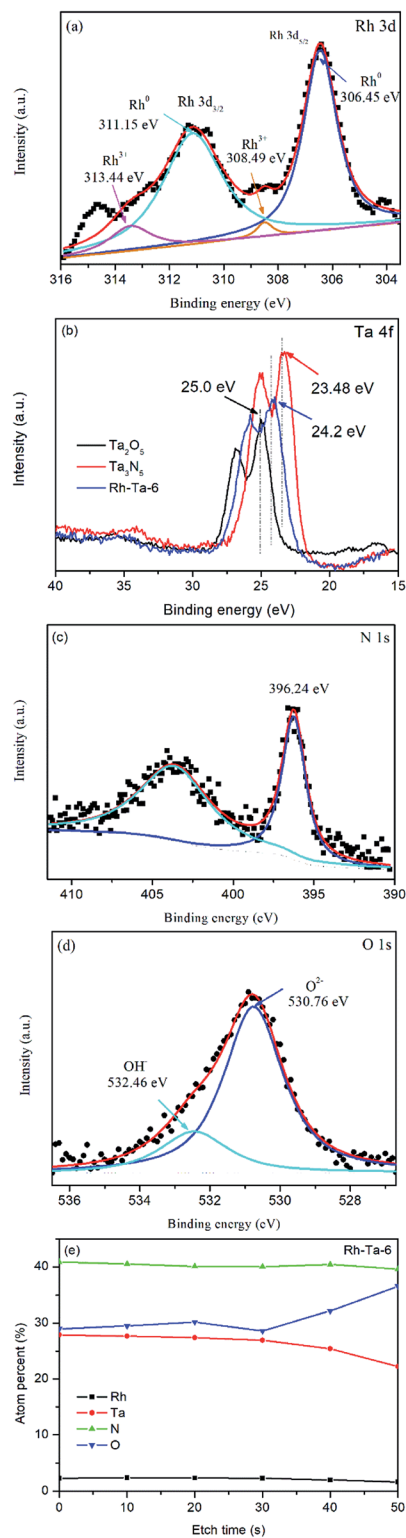 (a)
Rh 3d
Rh 3d5/2
Rh⁰
306.45 eV
Rh⁰
311.15 eV
Rh 3d3/2
Rh³⁺
308.49 eV
Rh³⁺
313.44 eV
Intensity (a.u.)
316 314 312 310 308 306 304
Binding energy (eV)
(b)
Ta 4f
25.0 eV
23.48 eV
24.2 eV
Ta₂O₅
Ta₃N₅
Rh-Ta-6
Intensity (a.u.)
40 35 30 25 20 15
Binding energy (eV)
(c)
N 1s
396.24 eV
Intensity (a.u.)
410 405 400 395 390
Binding energy (eV)
(d)
O 1s
O²⁻
530.76 eV
OH⁻
532.46 eV
Intensity (a.u.)
536 534 532 530 528
Binding energy (eV)
(e)
Rh-Ta-6
40
30
20
10
0
Atom percent (%)
Rh
Ta
N
O
0 10 20 30 40 50
Etch time (s)